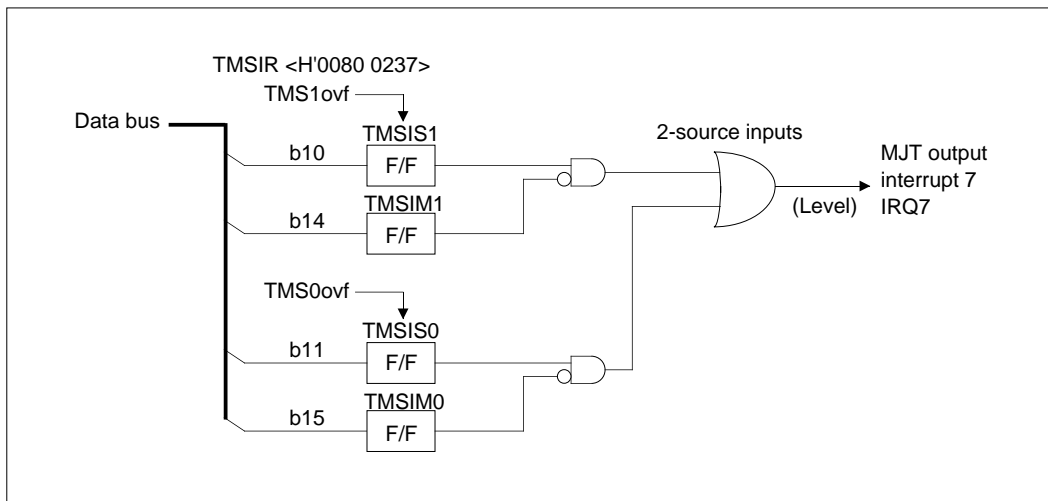 TMSIR <H'0080 0237>
TMS1ovf
Data bus
TMSIS1
b10
F/F
TMSIM1
b14
F/F
2-source inputs
MJT output
interrupt 7
IRQ7
(Level)
TMS0ovf
TMSIS0
b11
F/F
TMSIM0
b15
F/F